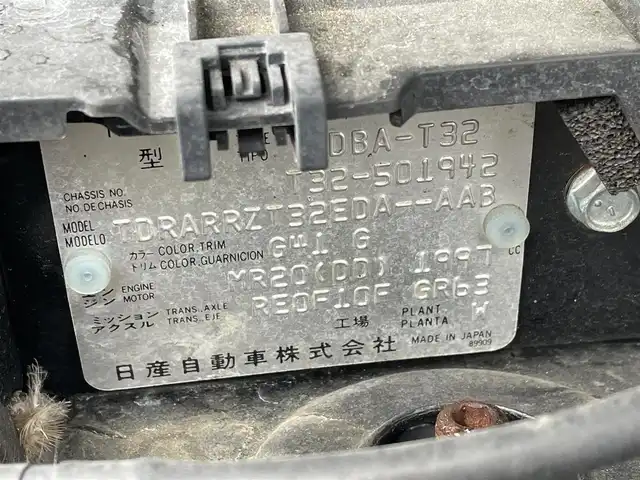 型 DBA-T32
CHASSIS NO. T32-501942
NO. DE CHASIS
MODEL TDRARRZT32EDA--AAB
MODELO
カラー COLOR, TRIM G 1 G
トリム COLOR, GUARNICION
ENGINE MR20(DD) 1997 CC
ジン MOTOR
ミッション TRANS., AXLE RE0F10F GR63
アクスル TRANS., EJE
工場 PLANT W
PLANTA
日産自動車株式会社 MADE IN JAPAN
89909